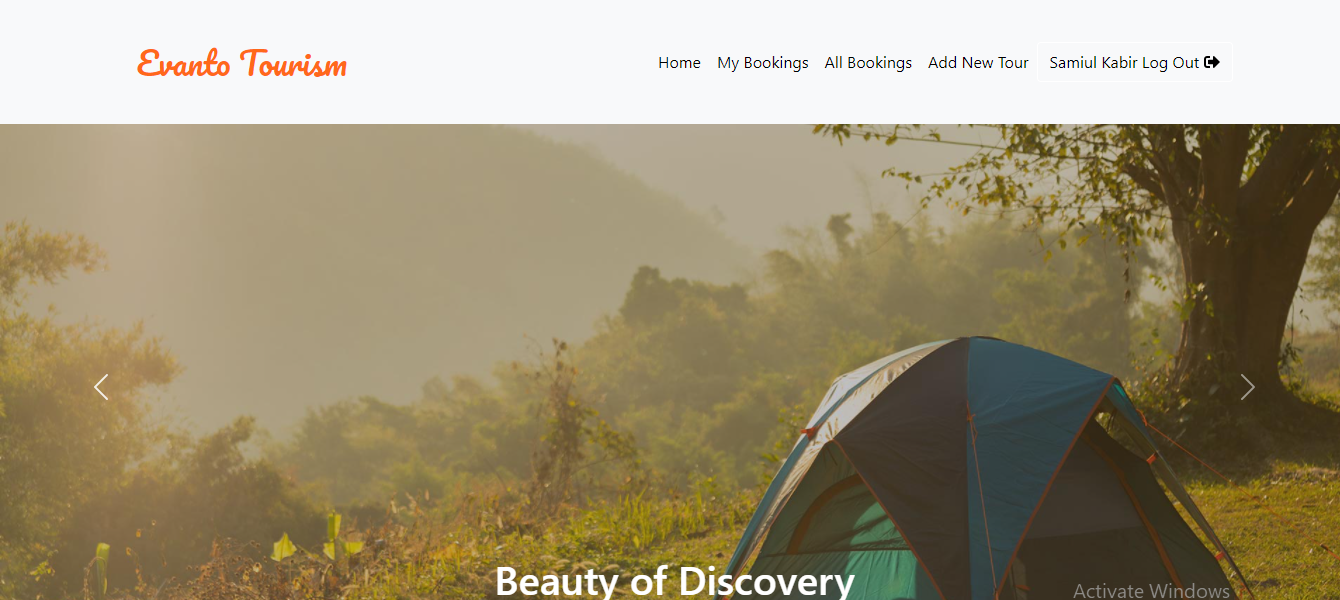 Evanto Tourism
Home My Bookings All Bookings Add New Tour Samiul Kabir Log Out
Beauty of Discovery
Activate Windows